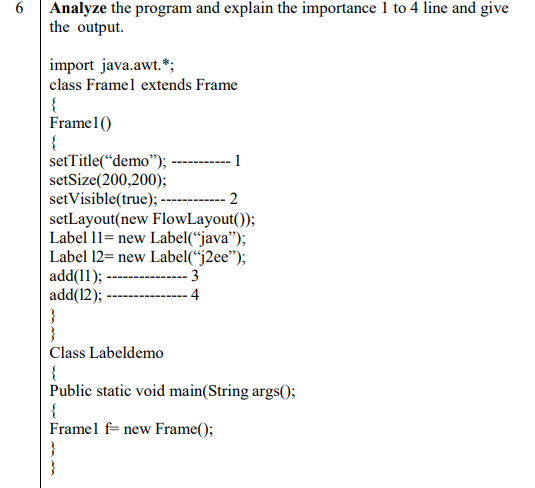 6 Analyze the program and explain the importance 1 to 4 line and give
the output.
import java.awt.*;
class Frame1 extends Frame
{
Frame1()
{
setTitle(“demo”); ----------- 1
setSize(200,200);
setVisible(true); ------------ 2
setLayout(new FlowLayout());
Label l1= new Label(“java”);
Label l2= new Label(“j2ee”);
add(l1); --------------- 3
add(l2); --------------- 4
}
}
Class Labeldemo
{
Public static void main(String args();
{
Frame1 f= new Frame();
}
}